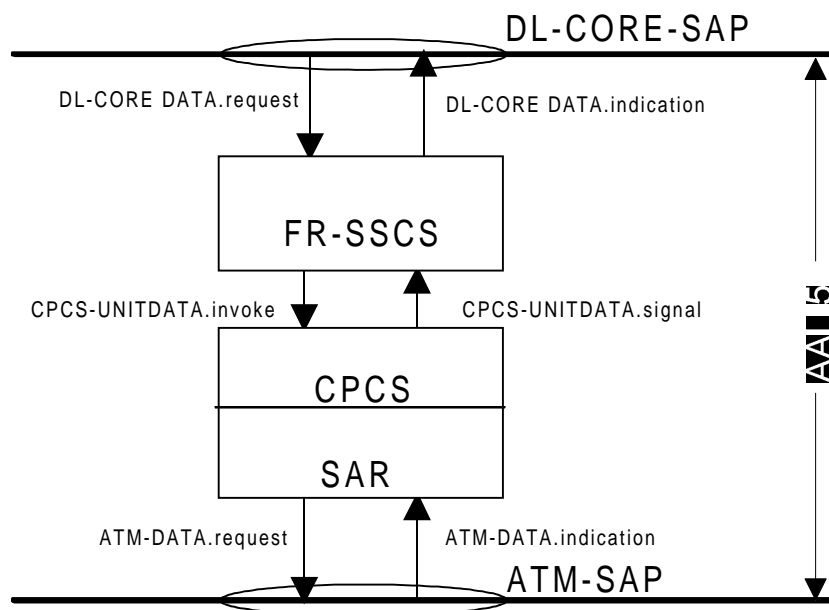 DL-CORE-SAP
DL-CORE DATA.request
DL-CORE DATA.indication
FR-SSCS
CPCS-UNITDATA.invoke
CPCS-UNITDATA.signal
AAL 5
CPCS
SAR
ATM-DATA.request
ATM-DATA.indication
ATM-SAP